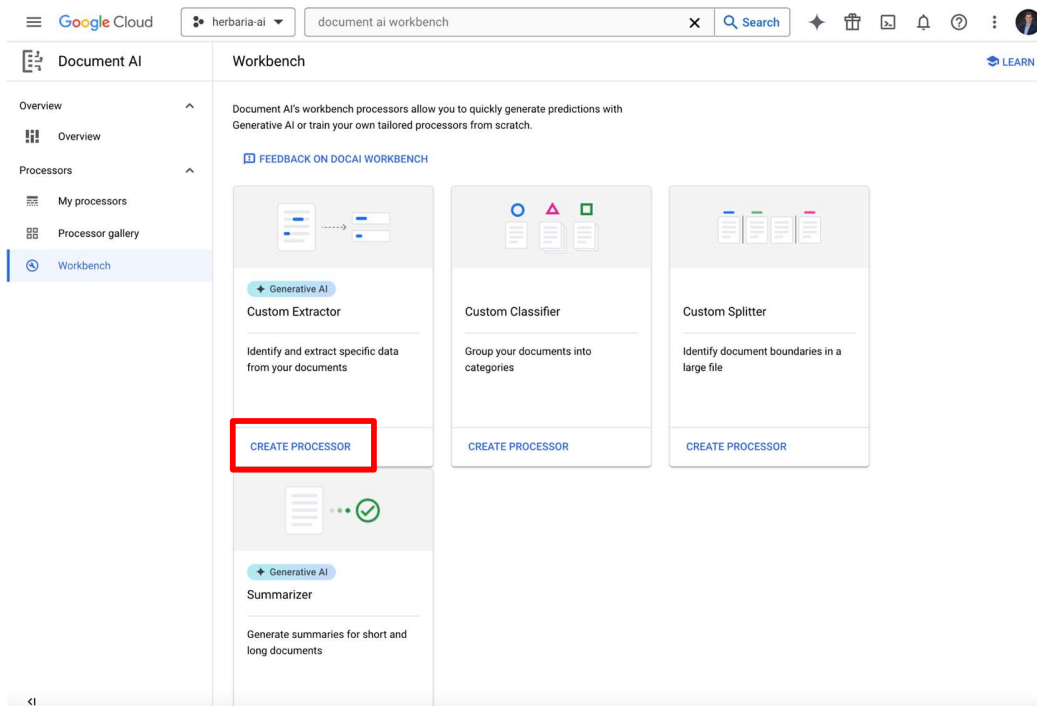 Google Cloud
herbaria-ai
document ai workbench
Search
Document AI
Workbench
LEARN
Overview
Overview
Processors
My processors
Processor gallery
Workbench
Document AI's workbench processors allow you to quickly generate predictions with
Generative AI or train your own tailored processors from scratch.
FEEDBACK ON DOCAI WORKBENCH
Generative AI
Custom Extractor
Identify and extract specific data
from your documents
CREATE PROCESSOR
Custom Classifier
Group your documents into
categories
CREATE PROCESSOR
Custom Splitter
Identify document boundaries in a
large file
CREATE PROCESSOR
Generative AI
Summarizer
Generate summaries for short and
long documents